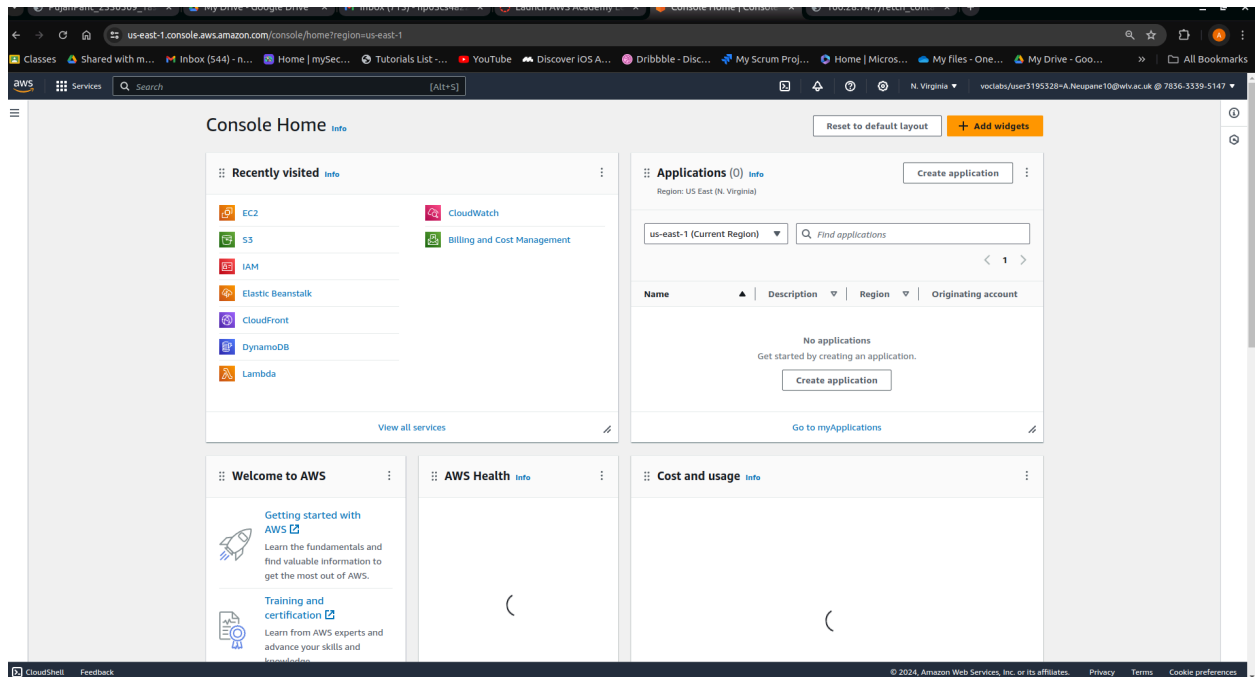 us-east-1.console.aws.amazon.com/console/home?region=us-east-1
Classes Shared with m... Inbox (544) - n... Home | mySec... Tutorials List -... YouTube Discover iOS A... Dribbble - Disc... My Scrum Proj... Home | Micros... My files - One... My Drive - Goo... » All Bookmarks
aws Services Search [Alt+S] N. Virginia voclabs/user3195328=A.Neupane10@wlv.ac.uk @ 7836-3339-5147
Console Home Info Reset to default layout + Add widgets
Recently visited Info
EC2
S3
IAM
Elastic Beanstalk
CloudFront
DynamoDB
Lambda
CloudWatch
Billing and Cost Management
View all services
Applications (0) Info Create application
Region: US East (N. Virginia)
us-east-1 (Current Region) Find applications
1
Name Description Region Originating account
No applications
Get started by creating an application.
Create application
Go to myApplications
Welcome to AWS
Getting started with
AWS
Learn the fundamentals and
find valuable information to
get the most out of AWS.
Training and
certification
Learn from AWS experts and
advance your skills and
knowledge
AWS Health Info
Cost and usage Info
CloudShell Feedback © 2024, Amazon Web Services, Inc. or its affiliates. Privacy Terms Cookie preferences